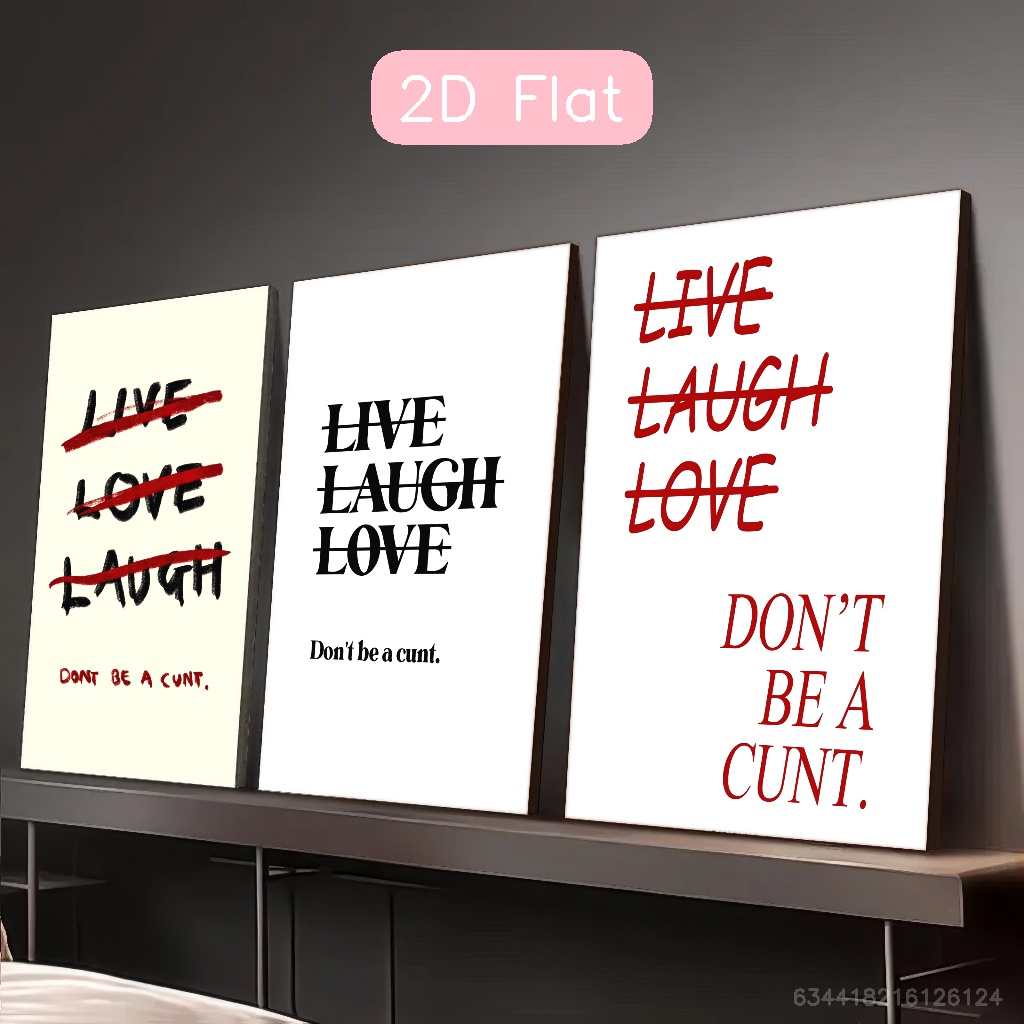 2D Flat
LIVE
LOVE
LAUGH
DONT BE A CUNT.
LIVE
LAUGH
LOVE
Don't be a cunt.
LIVE
LAUGH
LOVE
DON'T
BE A
CUNT.
634418216126124